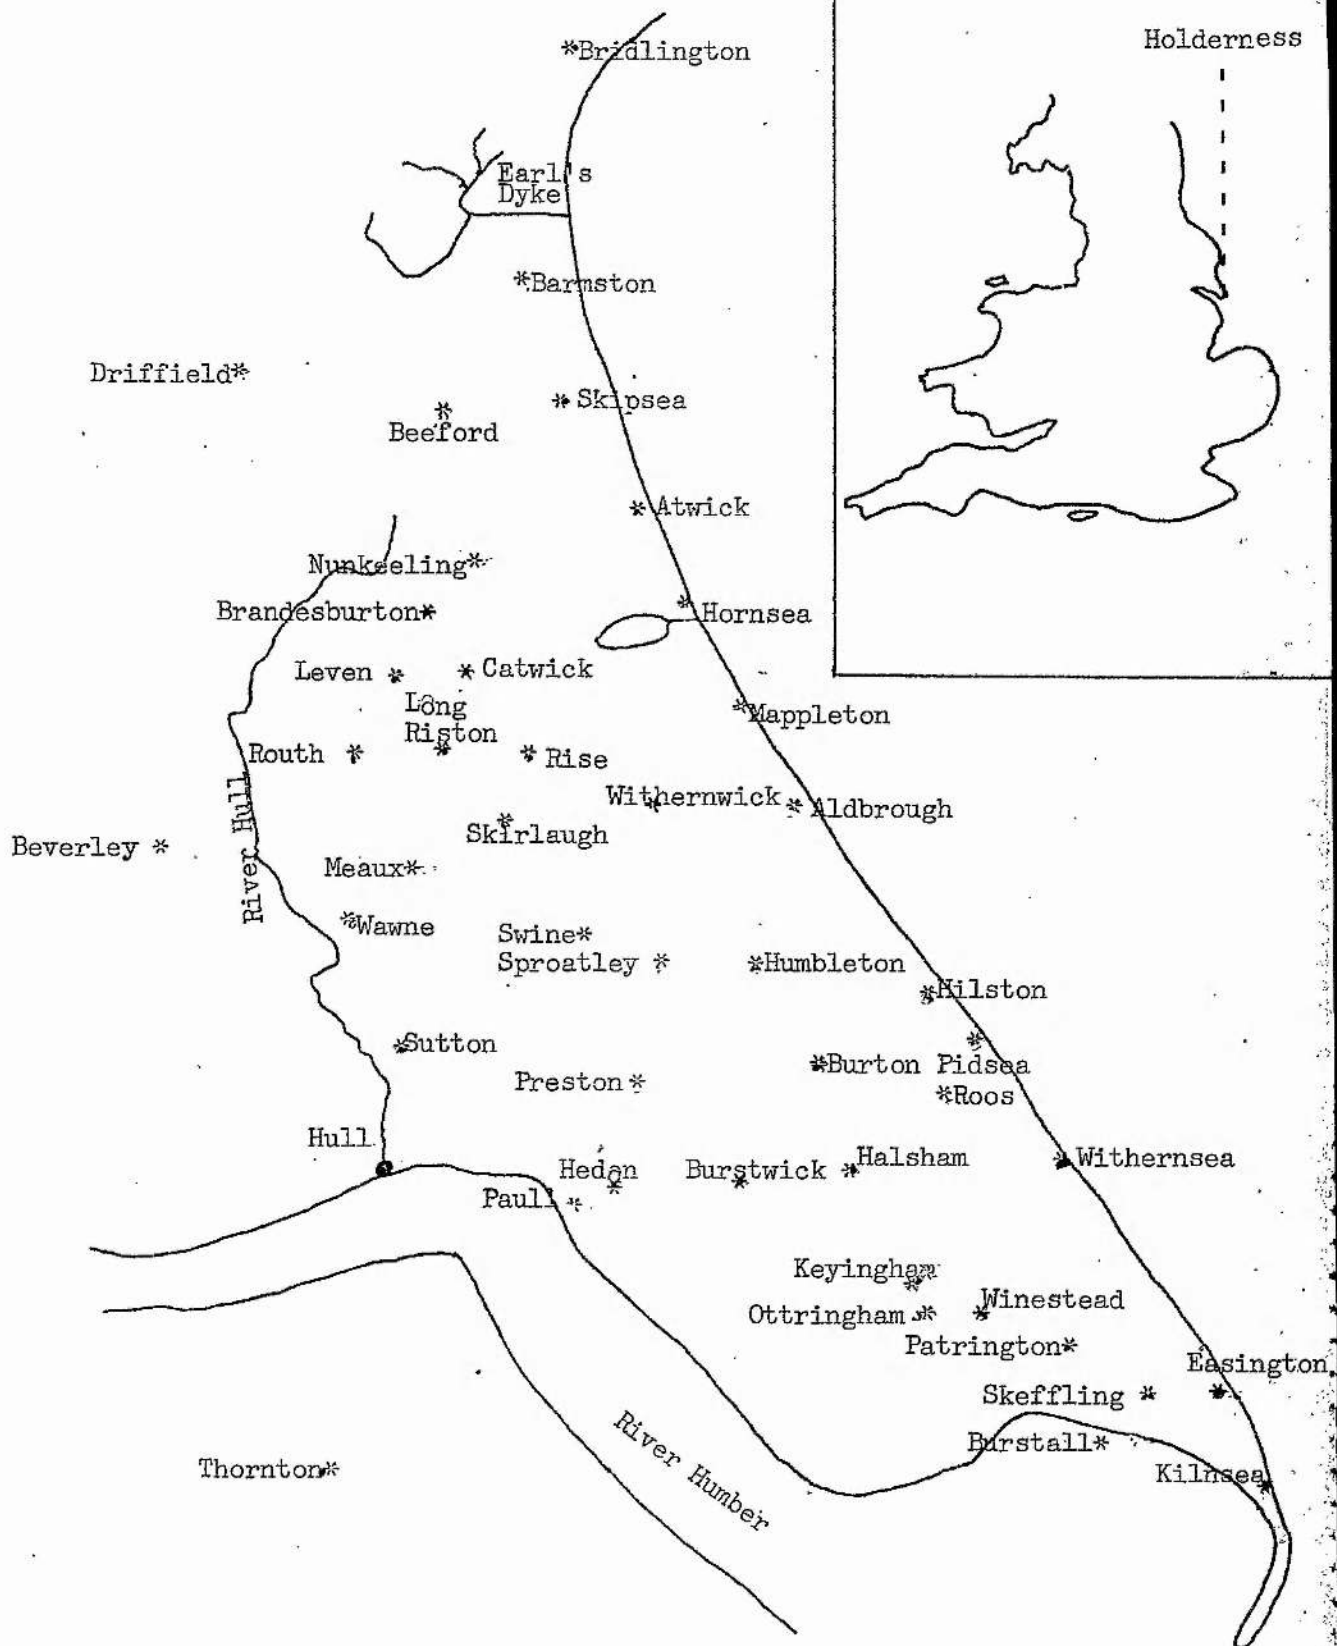 Holderness
*Bridlington
Earl's
Dyke
*Barmston
Driffield*
* Skipsea
Beeford
* Atwick
Nunkeeling*
Brandesburton*
Hornsea
Leven *
* Catwick
Long
Riston
Mappleton
Routh *
* Rise
Withernwick
* Aldbrough
Skirlaugh
River Hull
Beverley *
Meaux*
*Wawne
Swine*
Sproatley *
*Humbleton
*Hilston
*Sutton
*Burton Pidsea
Preston *
*Roos
Hull
Hedon
Burstwick
* Halsham
* Withernsea
Paull *
Keyingham
Ottringham *
* Winestead
Patrington*
Easington
Skeffling *
Burstall*
Kilnsea
Thornton*
River Humber